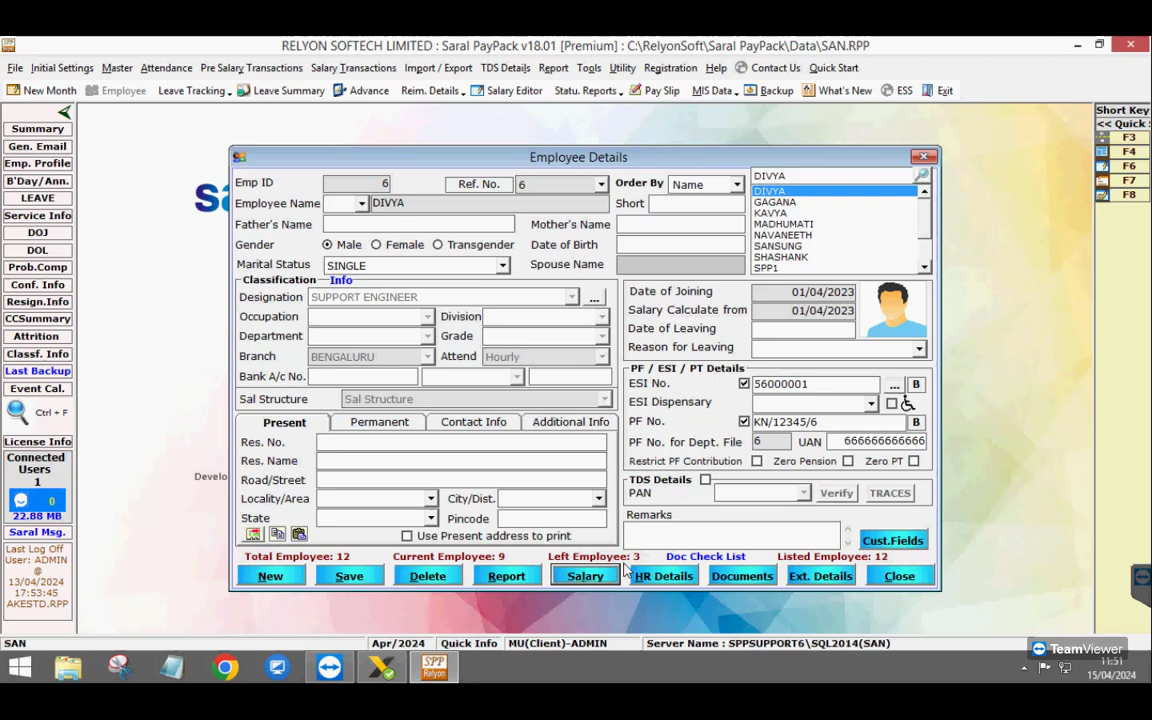 RELYON SOFTECH LIMITED : Saral PayPack v18.01 [Premium] : C:\RelyonSoft\Saral PayPack\Data\SAN.RPP
File Initial Settings Master Attendance Pre Salary Transactions Salary Transactions Import / Export TDS Details Report Tools Utility Registration Help Contact Us Quick Start
New Month Employee Leave Tracking Leave Summary Advance Reim. Details Salary Editor Statu. Reports Pay Slip MIS Data Backup What's New ESS Exit
Summary
Gen. Email
Emp. Profile
B'Day/Ann.
LEAVE
Service Info
DOJ
DOL
Prob.Comp
Conf. Info
Resign.Info
CCSummary
Attrition
Classf. Info
Last Backup
Event Cal.
Ctrl + F
License Info
Connected
Users
1
0
22.88 MB
Saral Msg.
Last Log Off
User: ADMIN
@
13/04/2024
17:53:45
AKESTD.RPP
Short Key
<< Quick
F3
F4
F6
F7
F8
Employee Details
Emp ID 6 Ref. No. 6 Order By Name
Employee Name DIVYA Short
Father's Name Mother's Name
Gender Male Female Transgender Date of Birth
Marital Status SINGLE Spouse Name
DIVYA
DIVYA
GAGANA
KAVYA
MADHUMATI
NAVANEETH
SANSUNG
SHASHANK
SPP1
Classification Info
Designation SUPPORT ENGINEER ...
Occupation Division
Department Grade
Branch BENGALURU Attend Hourly
Bank A/c No.
Sal Structure Sal Structure
Present Permanent Contact Info Additional Info
Res. No.
Res. Name
Road/Street
Locality/Area City/Dist.
State Pincode
Use Present address to print
Date of Joining 01/04/2023
Salary Calculate from 01/04/2023
Date of Leaving
Reason for Leaving
PF / ESI / PT Details
ESI No. 56000001 ... B
ESI Dispensary
PF No. KN/12345/6 B
PF No. for Dept. File 6 UAN 666666666666
Restrict PF Contribution Zero Pension Zero PT
TDS Details
PAN Verify TRACES
Remarks
Cust.Fields
Total Employee: 12 Current Employee: 9 Left Employee: 3 Doc Check List Listed Employee: 12
New Save Delete Report Salary HR Details Documents Ext. Details Close
Develo
SAN Apr/2024 Quick Info MU(Client)-ADMIN Server Name : SPPSUPPORT6\SQL2014(SAN)
SPP
Relyon
TeamViewer
11:51
15/04/2024